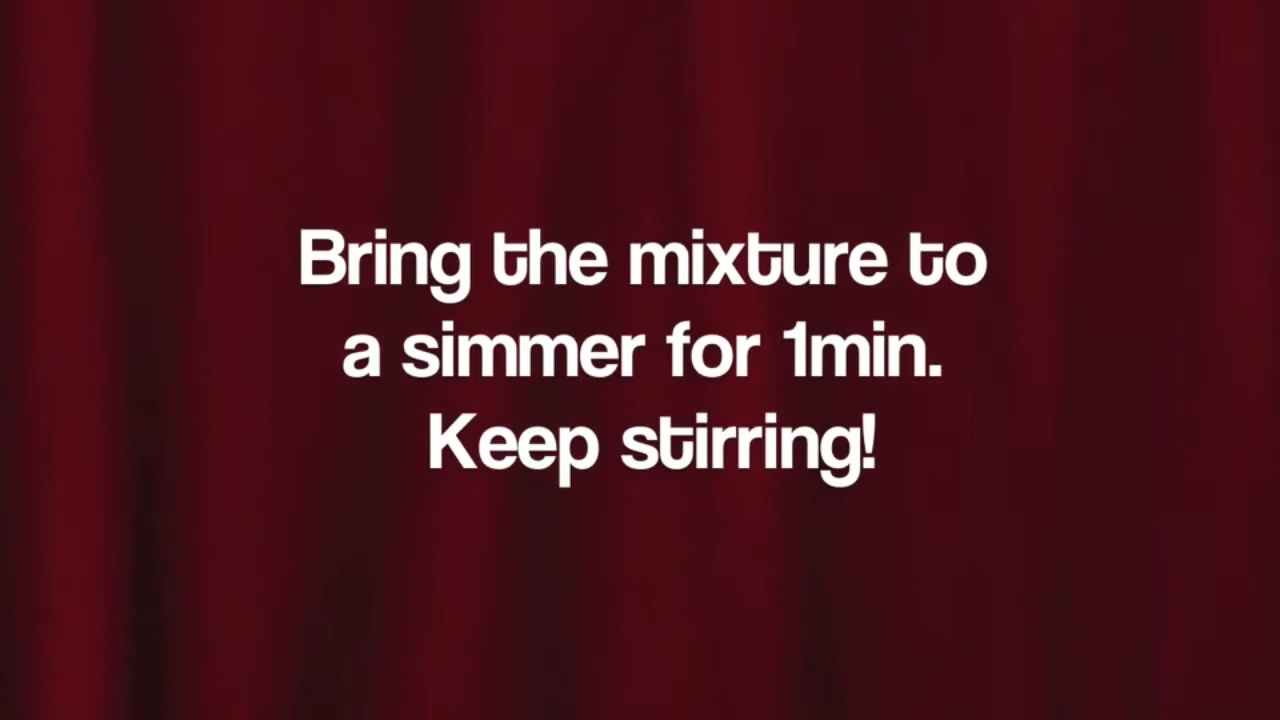 Bring the mixture to
a simmer for 1min.
Keep stirring!